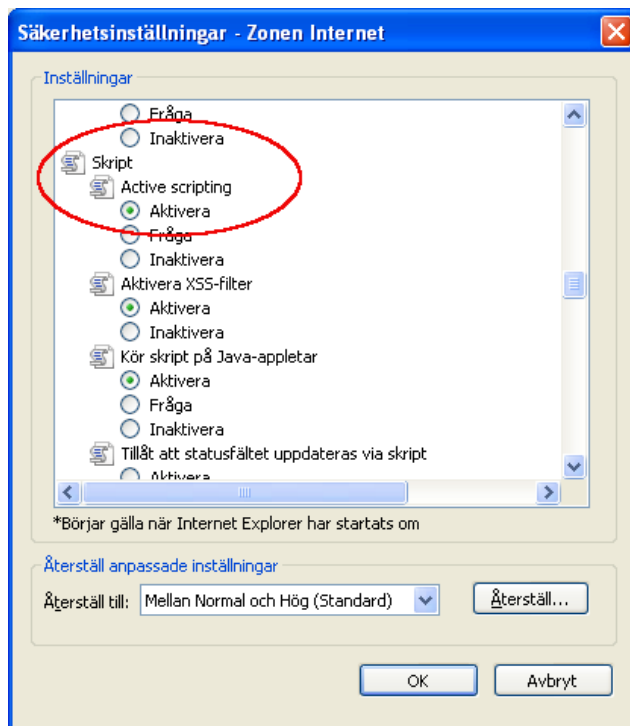 Säkerhetsinställningar - Zonen Internet
Inställningar
Fråga
Inaktivera
Skript
Active scripting
Aktivera
Fråga
Inaktivera
Aktivera XSS-filter
Aktivera
Inaktivera
Kör skript på Java-appletar
Aktivera
Fråga
Inaktivera
Tillåt att statusfältet uppdateras via skript
Aktivera
*Börjar gälla när Internet Explorer har startats om
Återställ anpassade inställningar
Återställ till: Mellan Normal och Hög (Standard) Återställ...
OK Avbryt